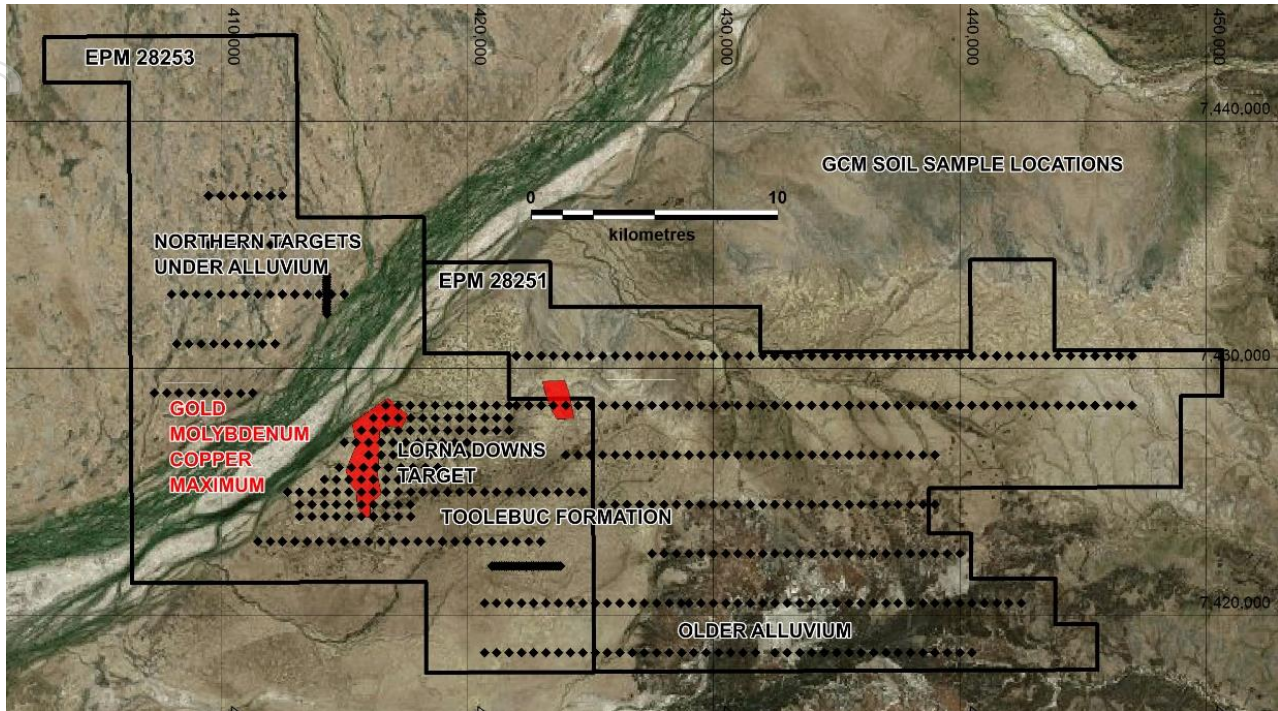 410,000
420,000
430,000
440,000
450,000
EPM 28253
7,440,000
GCM SOIL SAMPLE LOCATIONS
0
10
kilometres
NORTHERN TARGETS
UNDER ALLUVIUM
EPM 28251
7,430,000
GOLD
MOLYBDENUM
COPPER
MAXIMUM
LORNA DOWNS
TARGET
TOOLEBUC FORMATION
7,420,000
OLDER ALLUVIUM